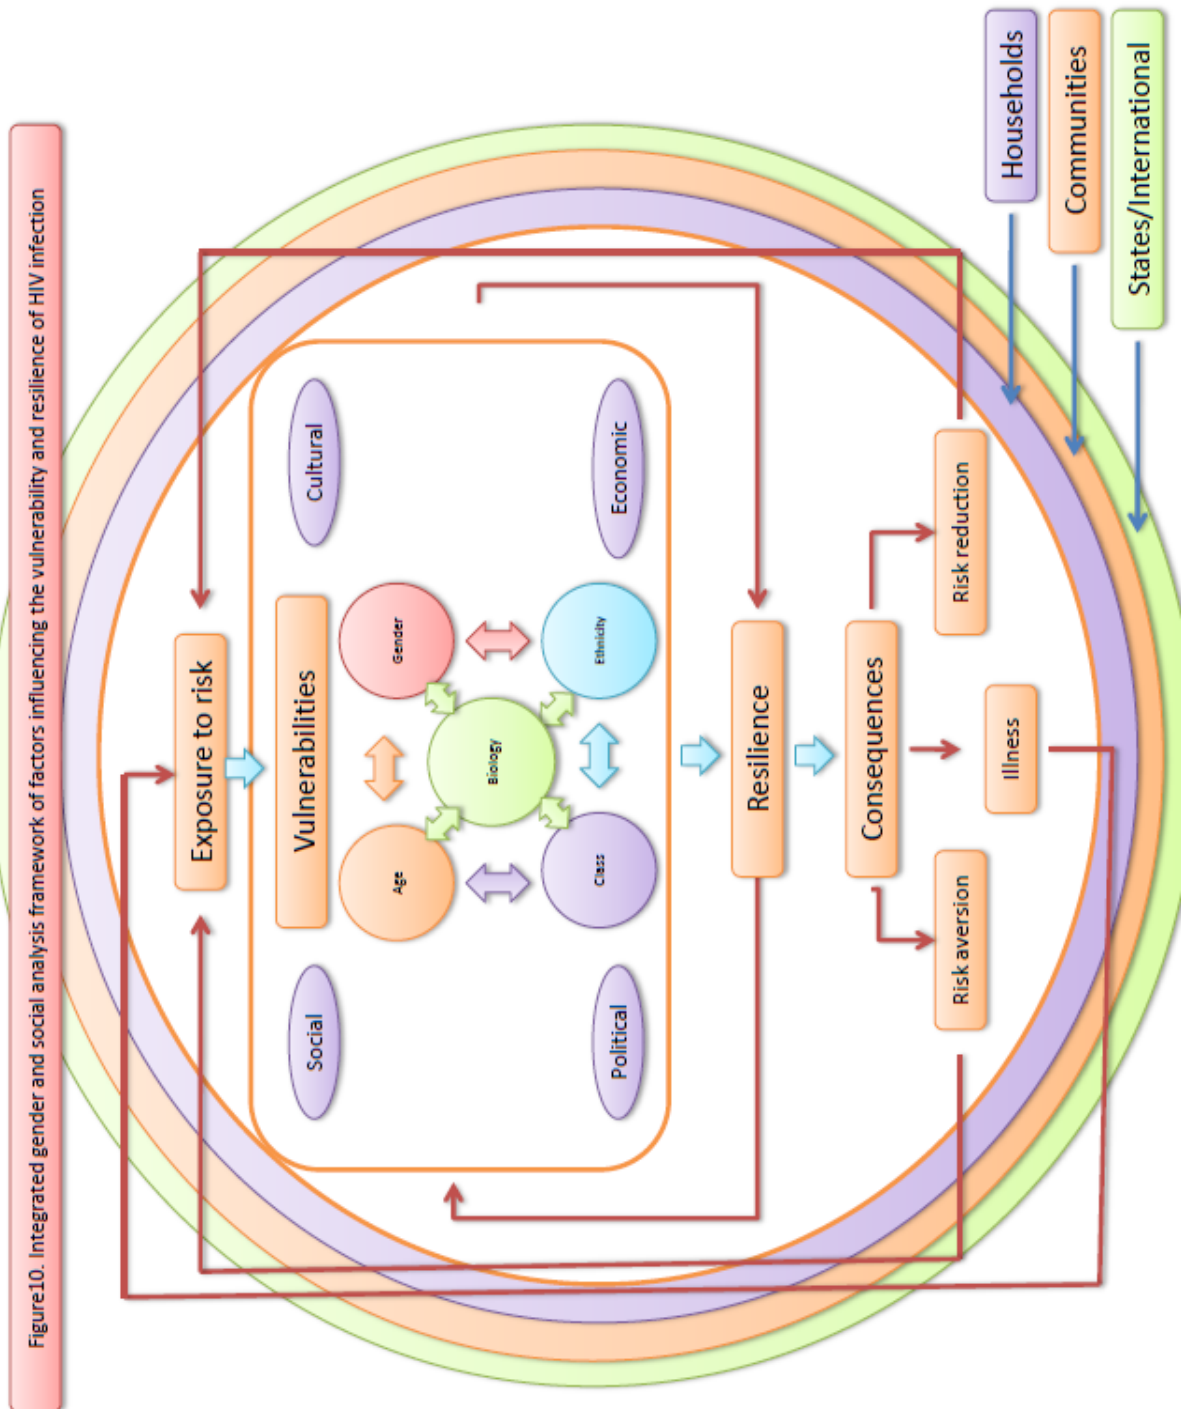 Figure10. Integrated gender and social analysis framework of factors influencing the vulnerability and resilience of HIV infection
Exposure to risk
Vulnerabilities
Social
Cultural
Age
Gender
Biology
Class
Ethnicity
Political
Economic
Resilience
Consequences
Risk aversion
Illness
Risk reduction
Households
Communities
States/International